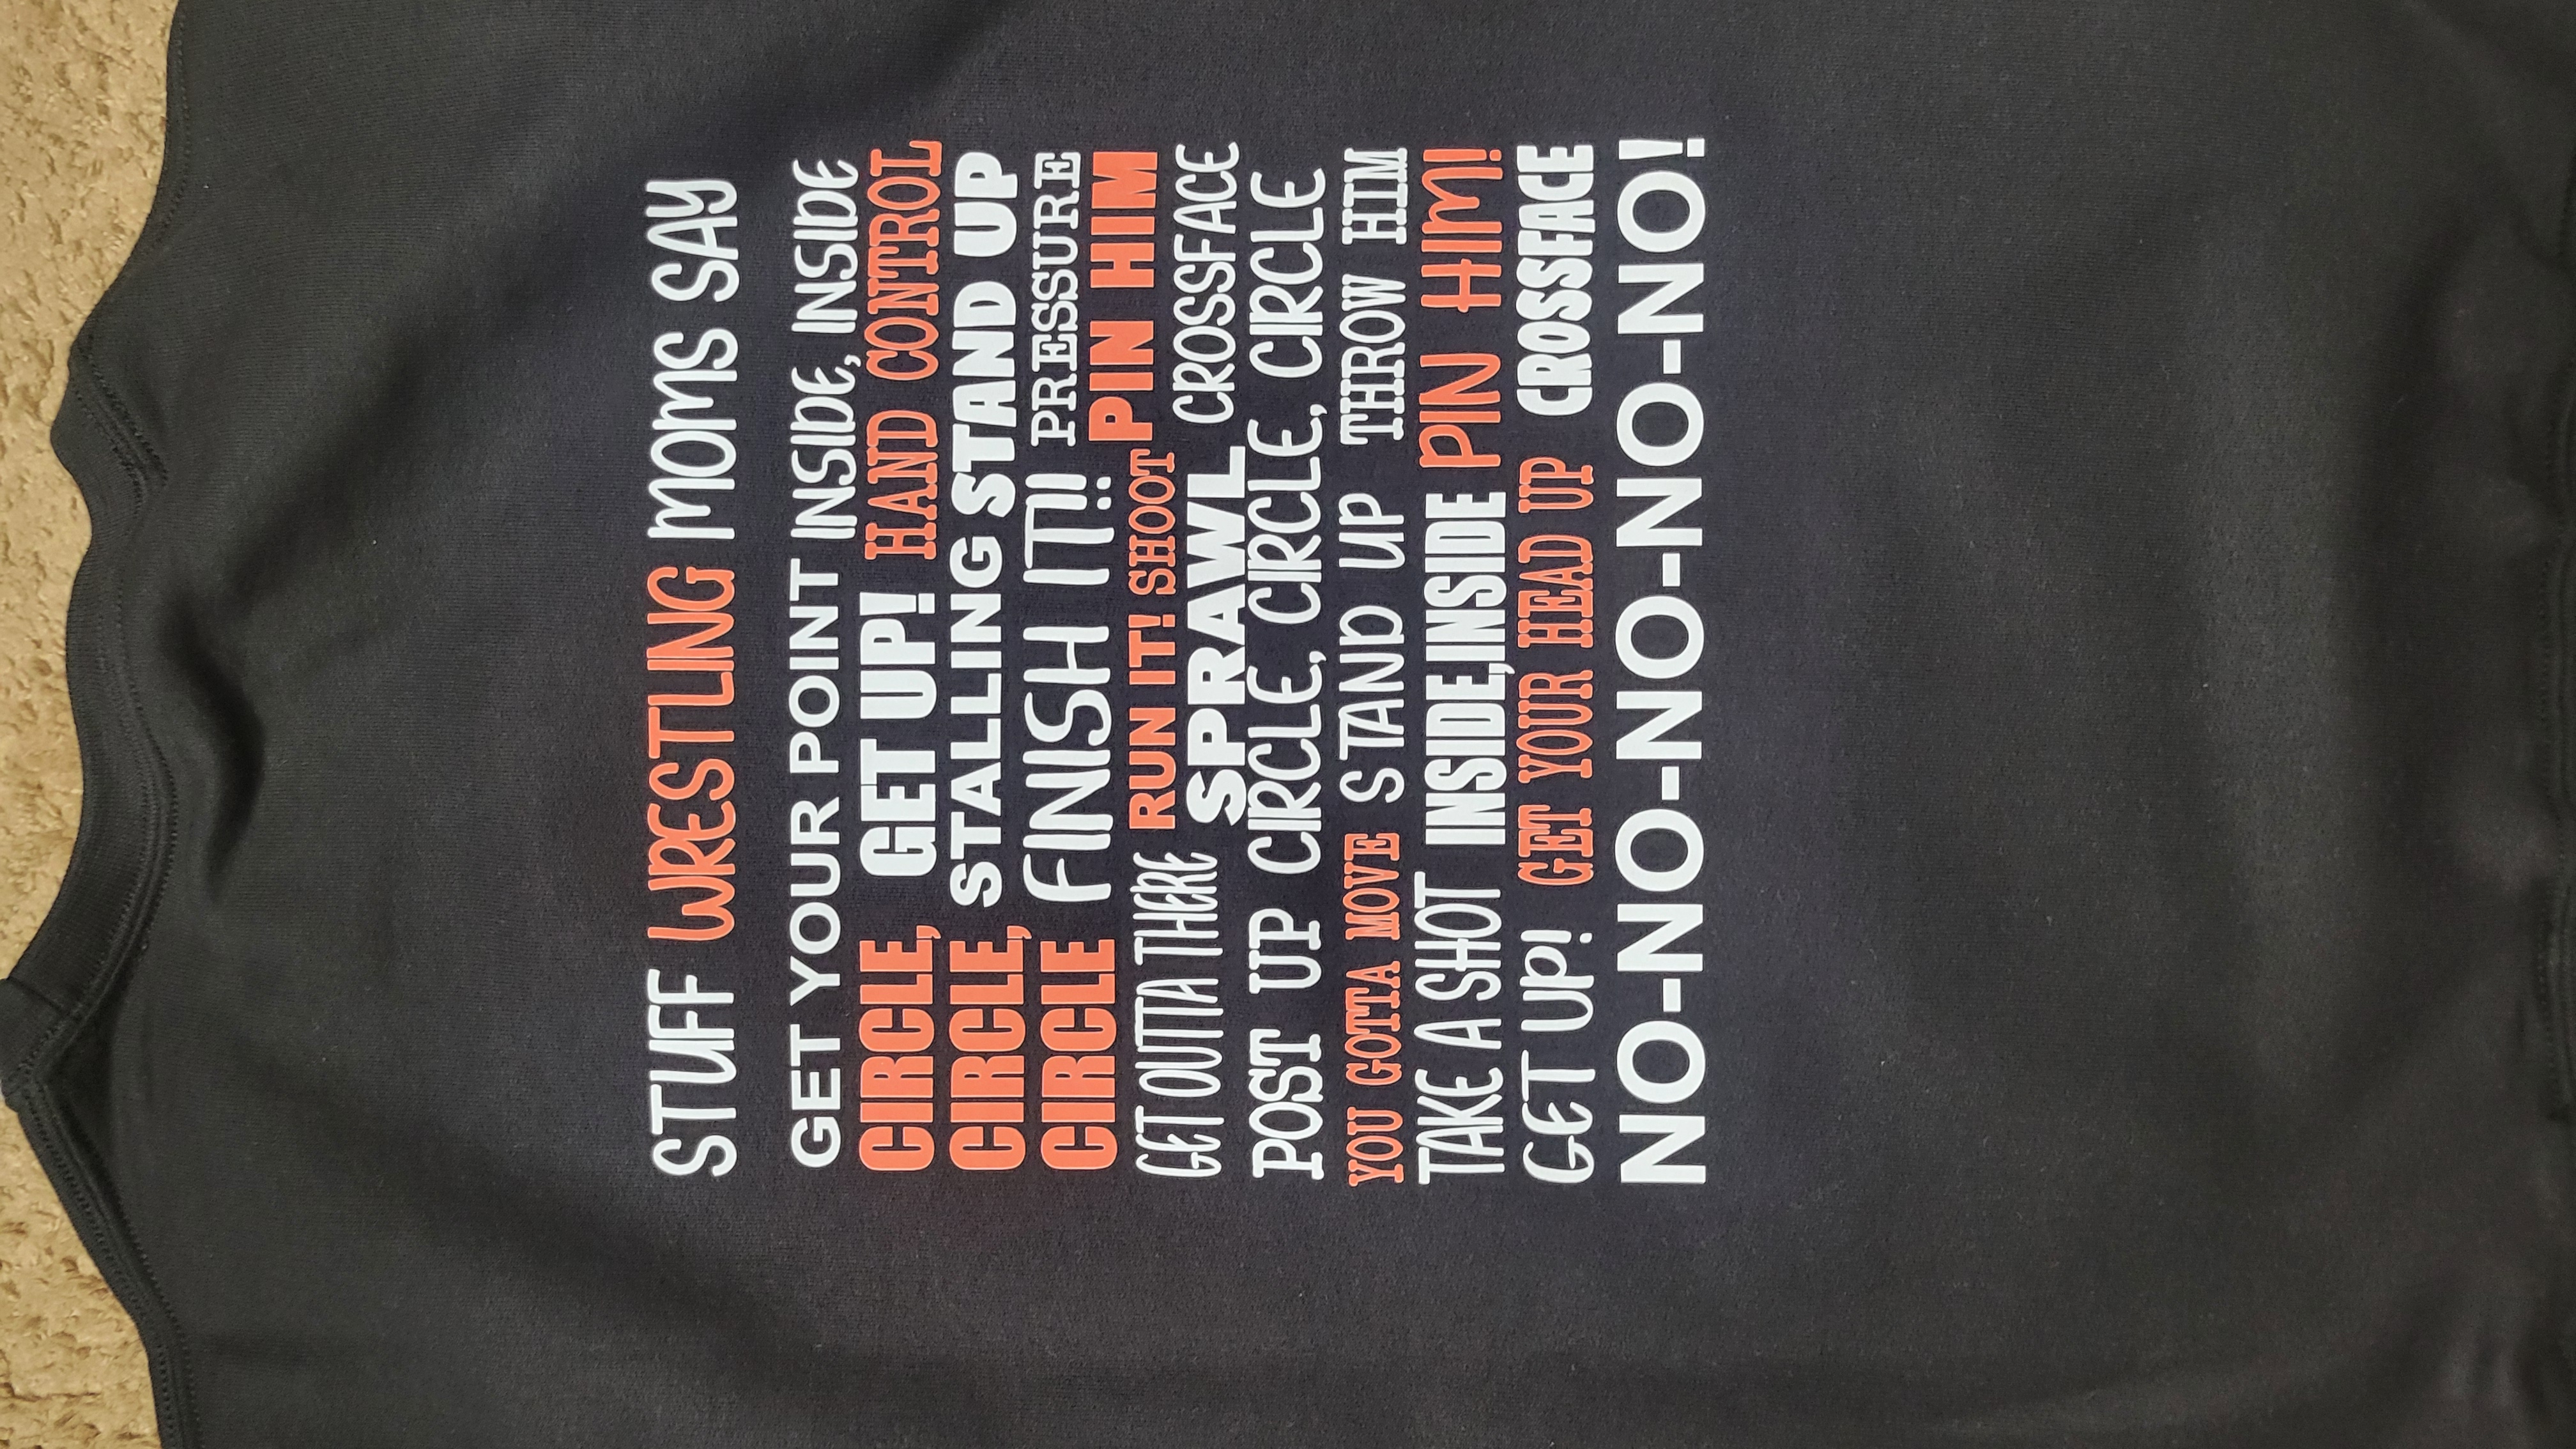 STUFF WRESTLING MOMS SAY
GET YOUR POINT INSIDE, INSIDE
CIRCLE, GET UP! HAND CONTROL
CIRCLE, STALLING STAND UP
CIRCLE FINISH IT!! PRESSURE
GET OUTTA THERE RUN IT! SHOOT PIN HIM
SPRAWL CROSSFACE
POST UP CIRCLE, CIRCLE, CIRCLE, CIRCLE
YOU GOTTA MOVE STAND UP THROW HIM
TAKE A SHOT INSIDE,INSIDE PIN HIM!
GET UP! GET YOUR HEAD UP CROSSFACE
NO-NO-NO-NO-NO-NO-NO!